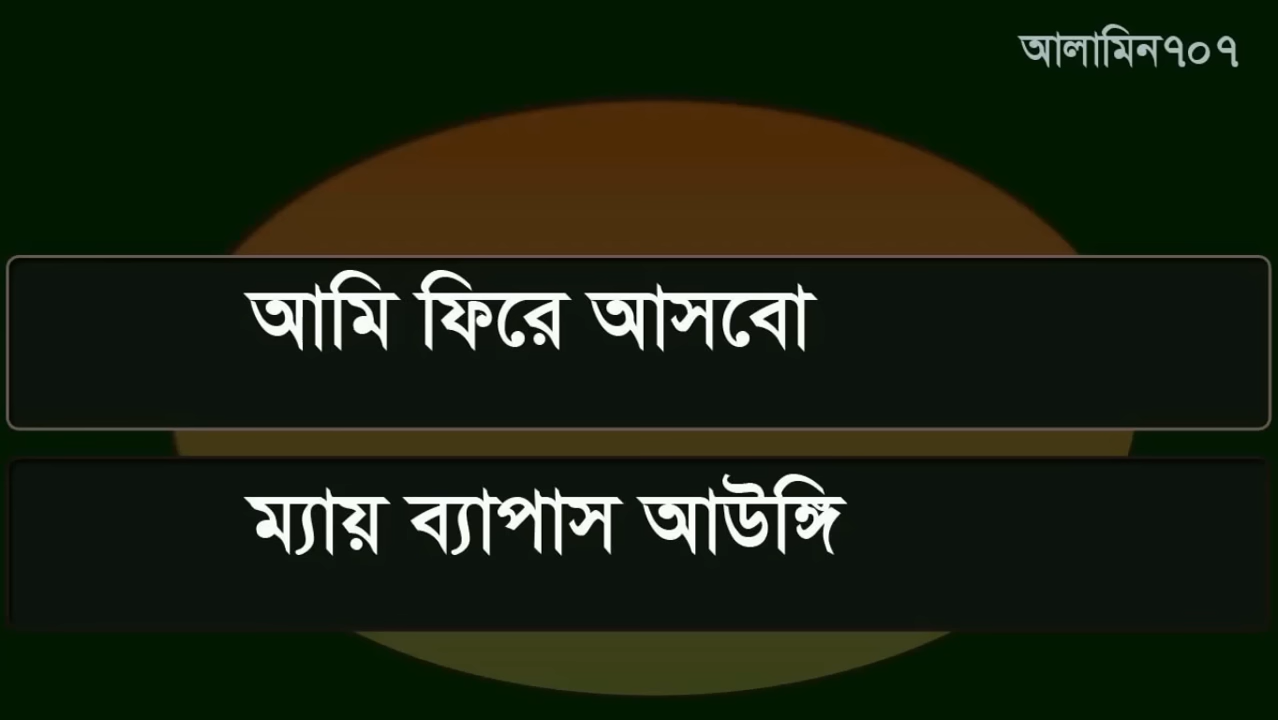 আলামিন৭০৭
আমি ফিরে আসবো
ম্যায় ব্যাপাস আউঙ্গি